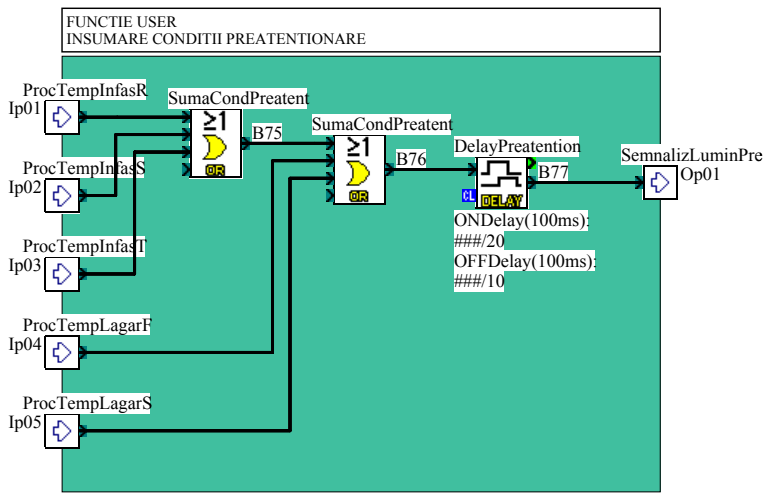 FUNCTIE USER
INSUMARE CONDITII PREATENTIONARE
ProcTempInfasR
Ip01
SumaCondPreatent
≥1
OR
B75
SumaCondPreatent
≥1
OR
B76
DelayPreatention
CL
DELAY
B77
ONDelay(100ms):
###/20
OFFDelay(100ms):
###/10
SemnalizLuminPre
Op01
ProcTempInfasS
Ip02
ProcTempInfasT
Ip03
ProcTempLagarF
Ip04
ProcTempLagarS
Ip05